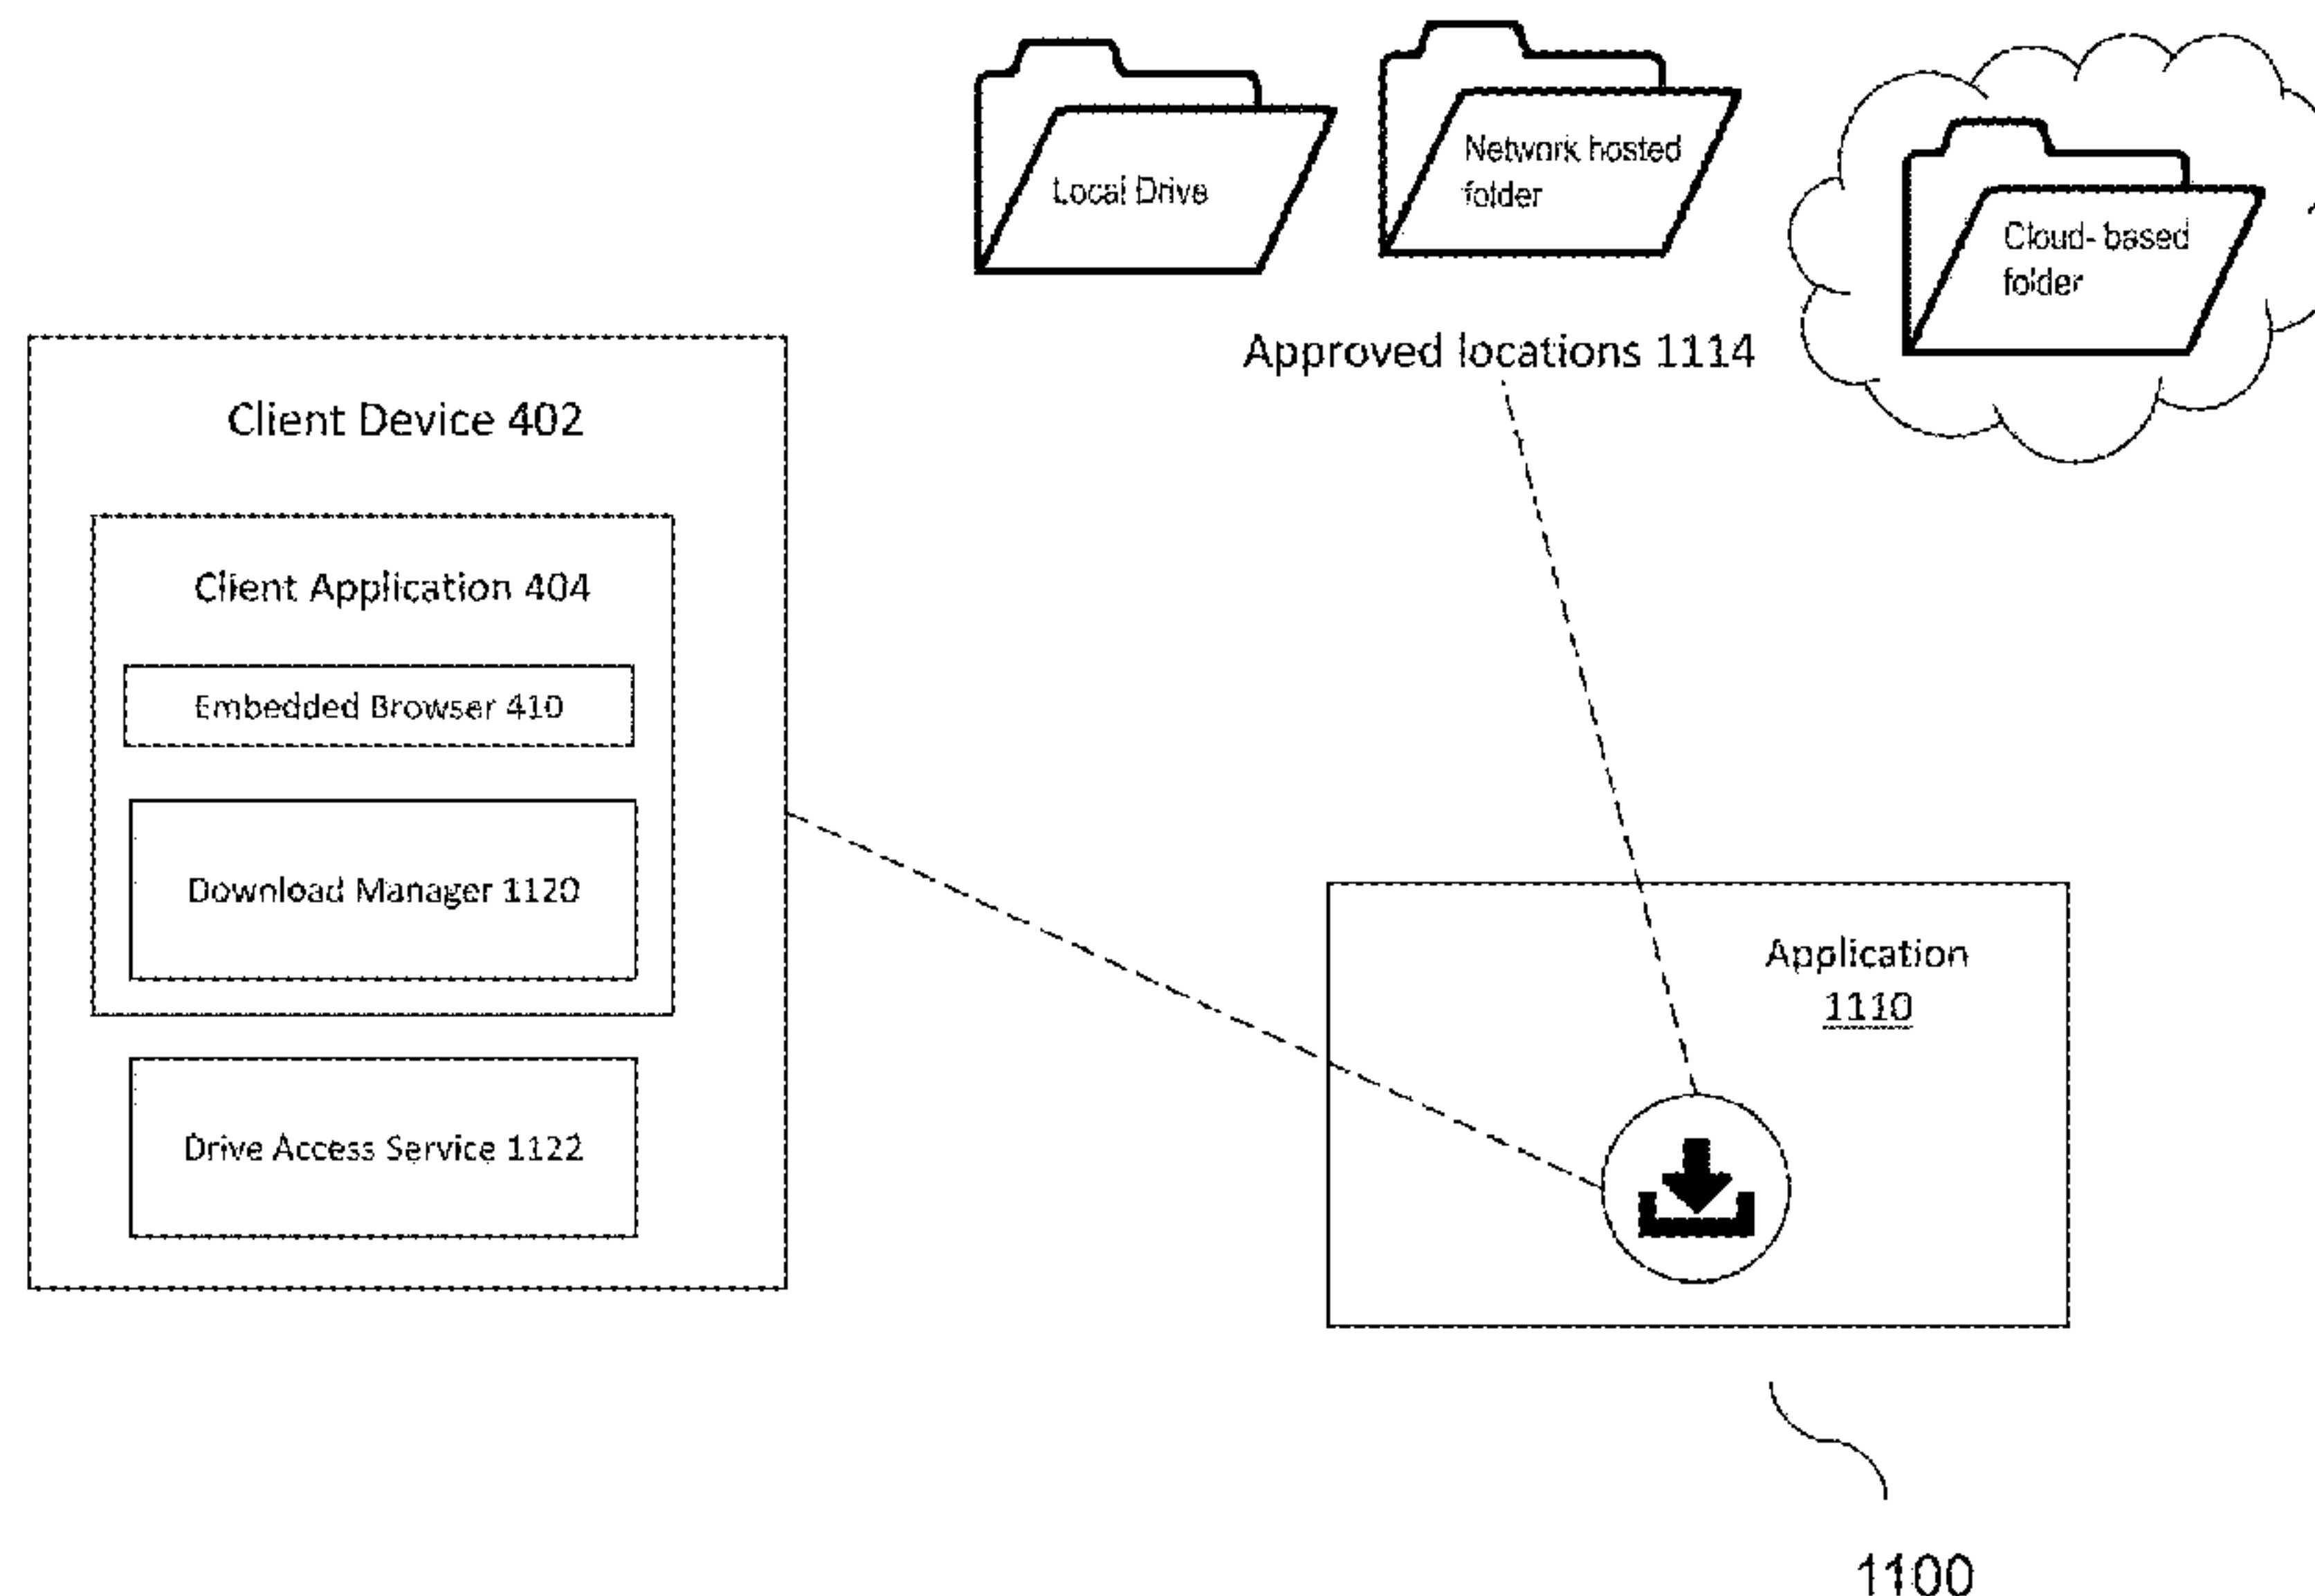 Local Drive
Network hosted
folder
Cloud- based
folder
Approved locations 1114
Client Device 402
Client Application 404
Embedded Browser 410
Download Manager 1120
Drive Access Service 1122
Application
1110
1100